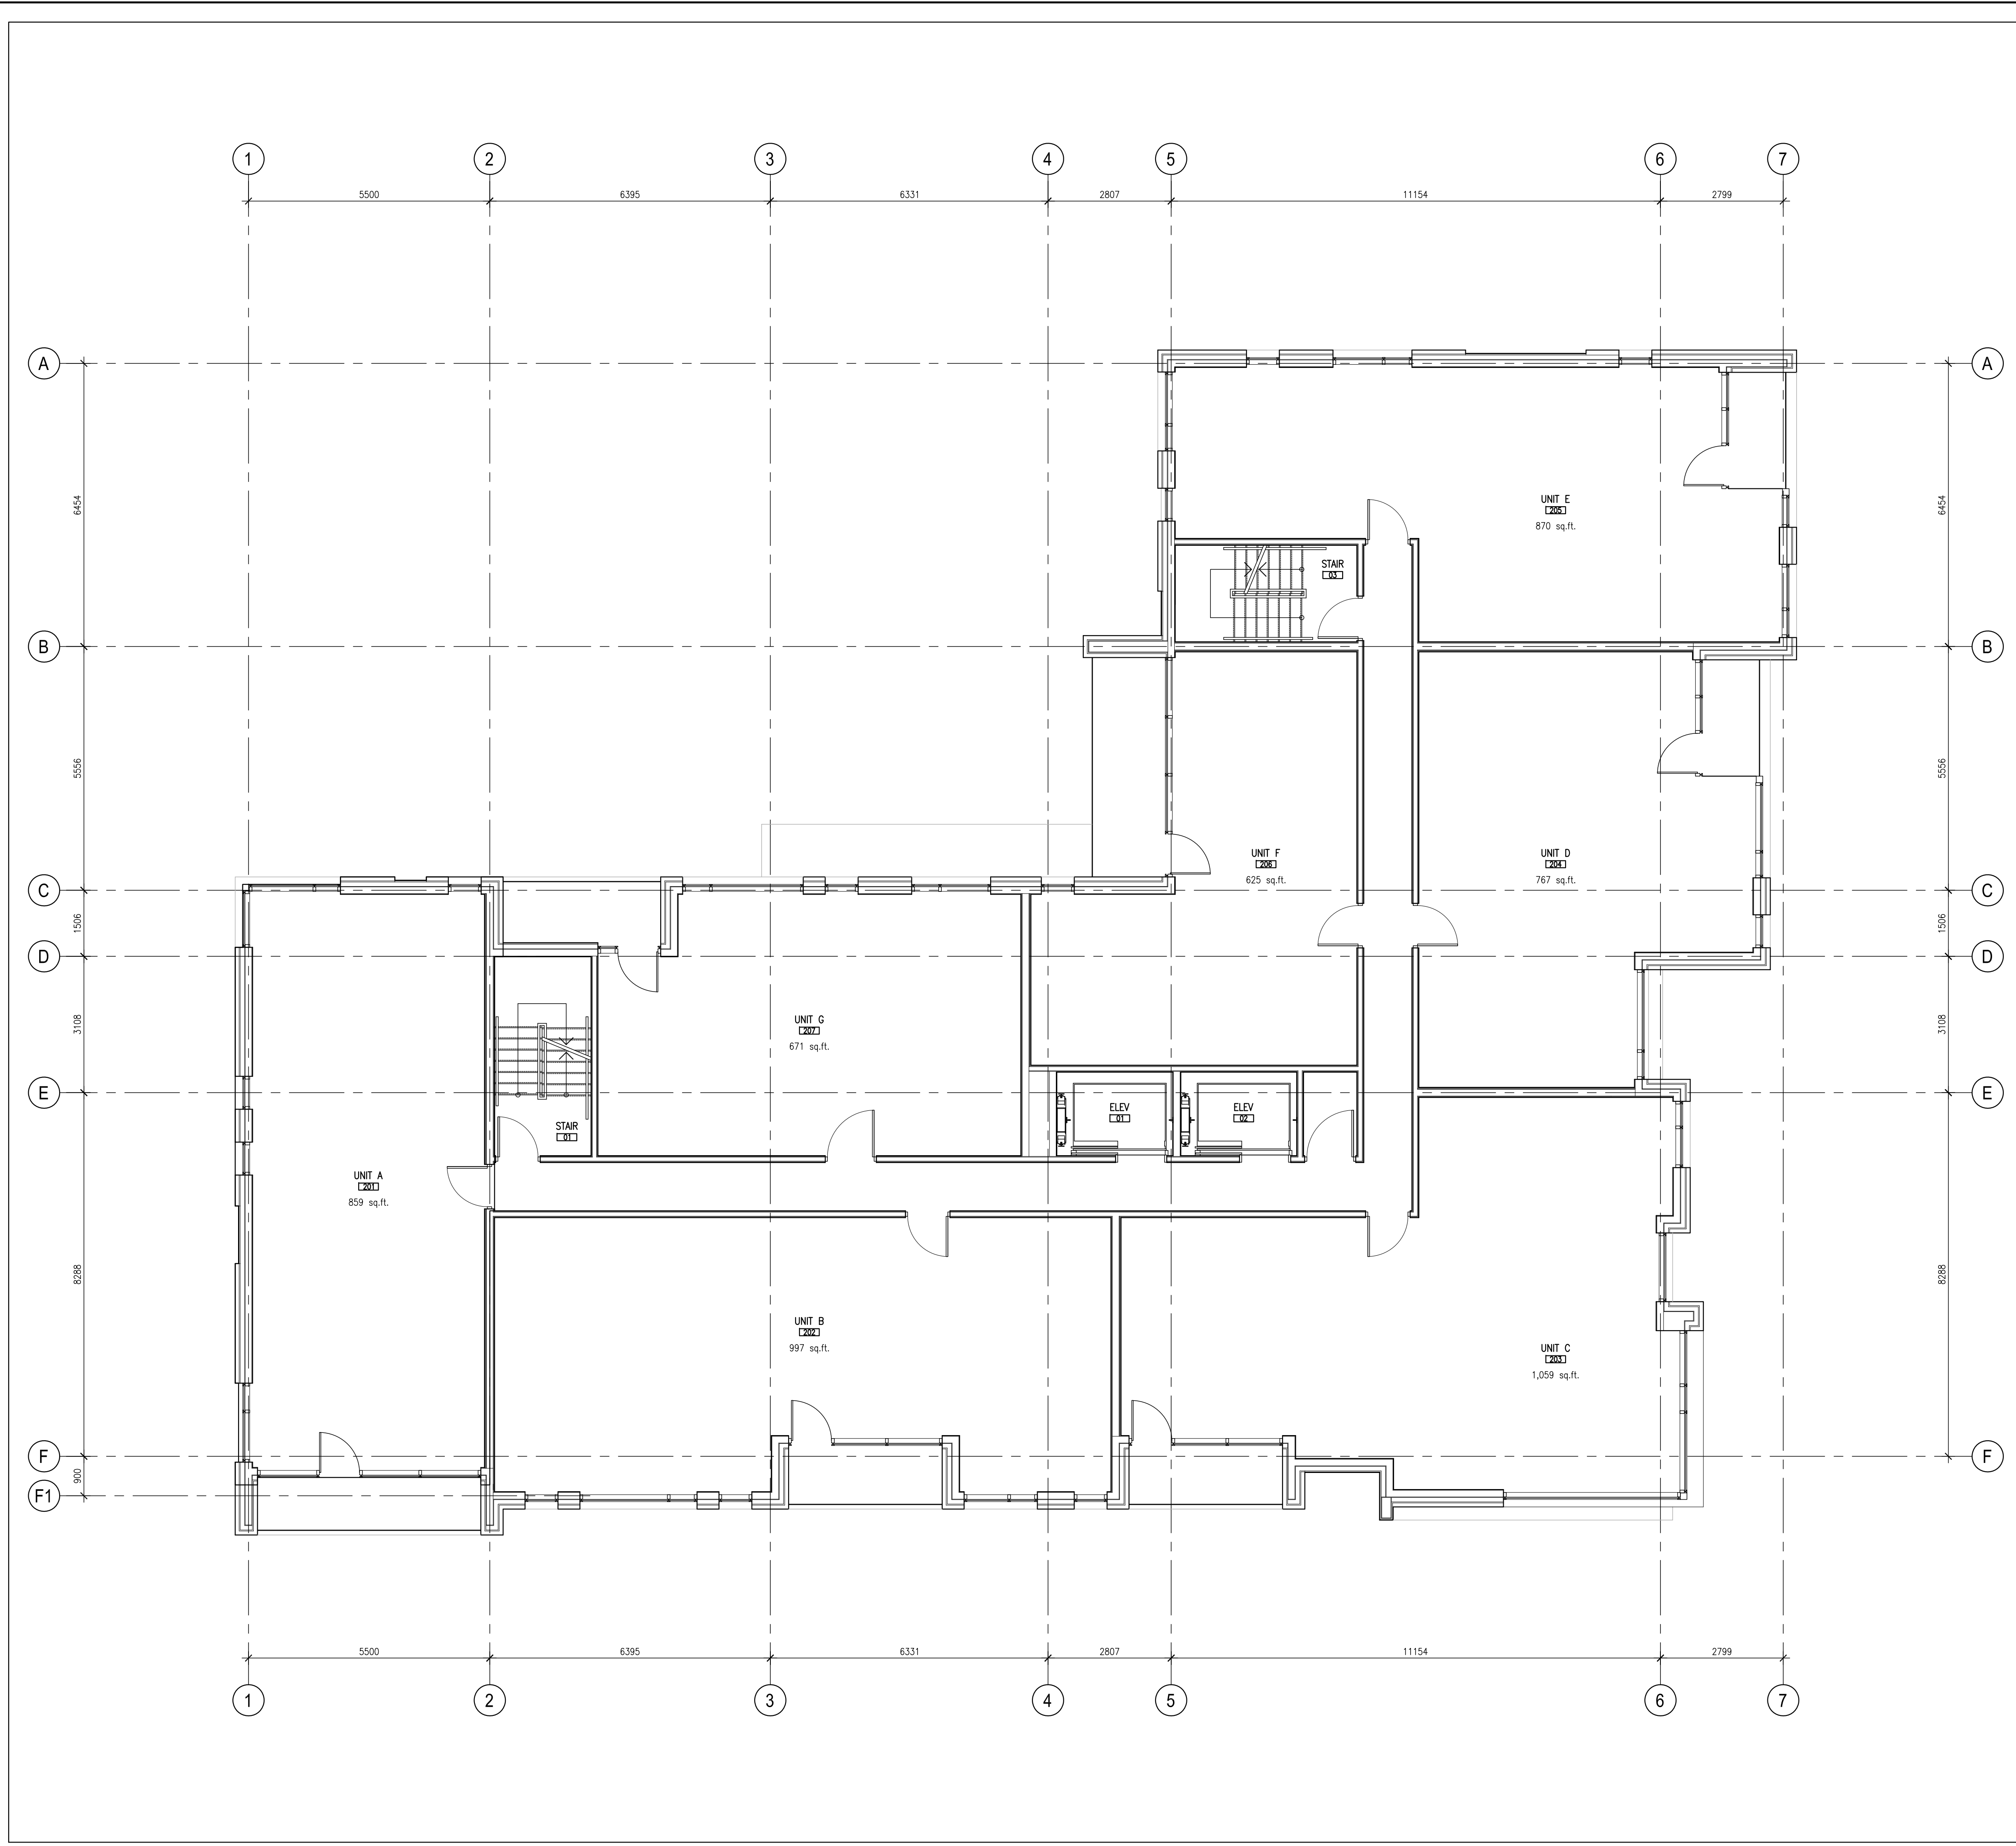 1 2 3 4 5 6 7
5500 6395 6331 2807 11154 2799
A A
6454 6454
UNIT E
205
870 sq.ft.
STAIR
03
B B
5556 5556
UNIT F
206
625 sq.ft.
UNIT D
204
767 sq.ft.
C C
1506 1506
D D
3108 3108
UNIT G
207
671 sq.ft.
E E
ELEV
01
ELEV
02
STAIR
01
UNIT A
201
859 sq.ft.
8288 8288
UNIT B
202
997 sq.ft.
UNIT C
203
1,059 sq.ft.
F F
900
F1
5500 6395 6331 2807 11154 2799
1 2 3 4 5 6 7